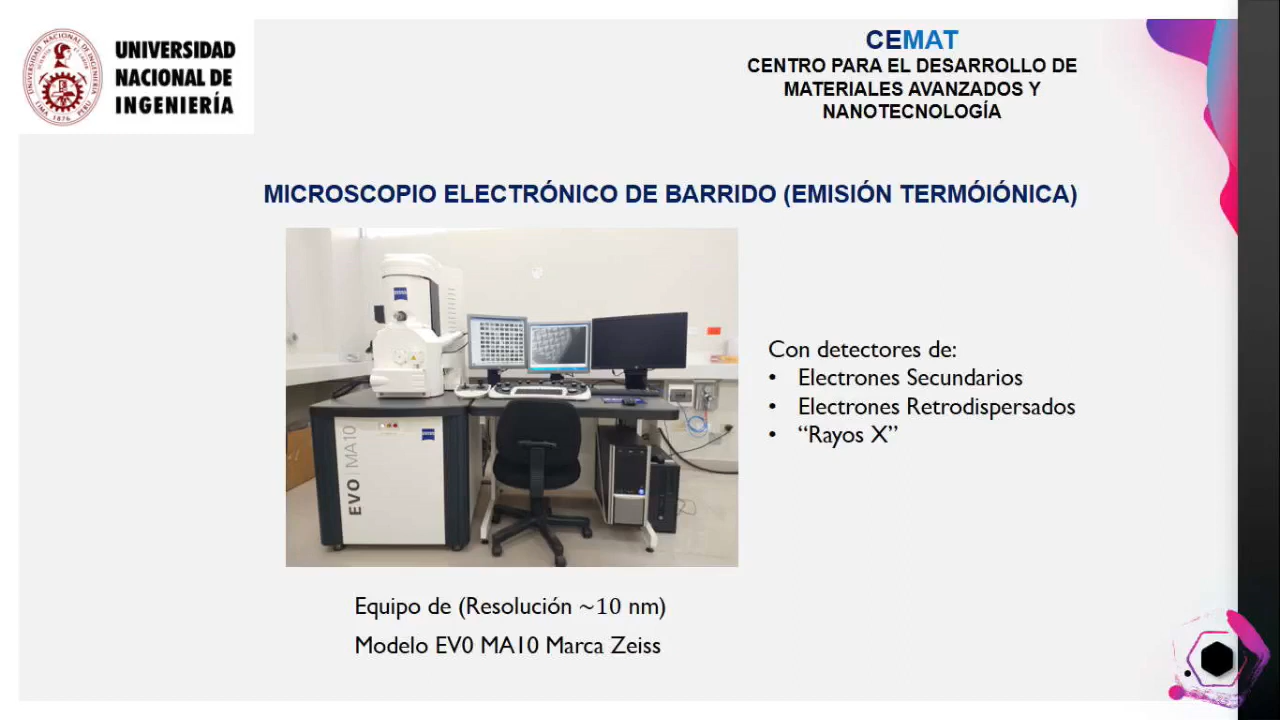 UNIVERSIDAD
NACIONAL DE
INGENIERÍA
CEMAT
CENTRO PARA EL DESARROLLO DE
MATERIALES AVANZADOS Y
NANOTECNOLOGÍA
MICROSCOPIO ELECTRÓNICO DE BARRIDO (EMISIÓN TERMÓIÓNICA)
EVO MA10
Con detectores de:
• Electrones Secundarios
• Electrones Retrodispersados
• “Rayos X”
Equipo de (Resolución ~10 nm)
Modelo EV0 MA10 Marca Zeiss